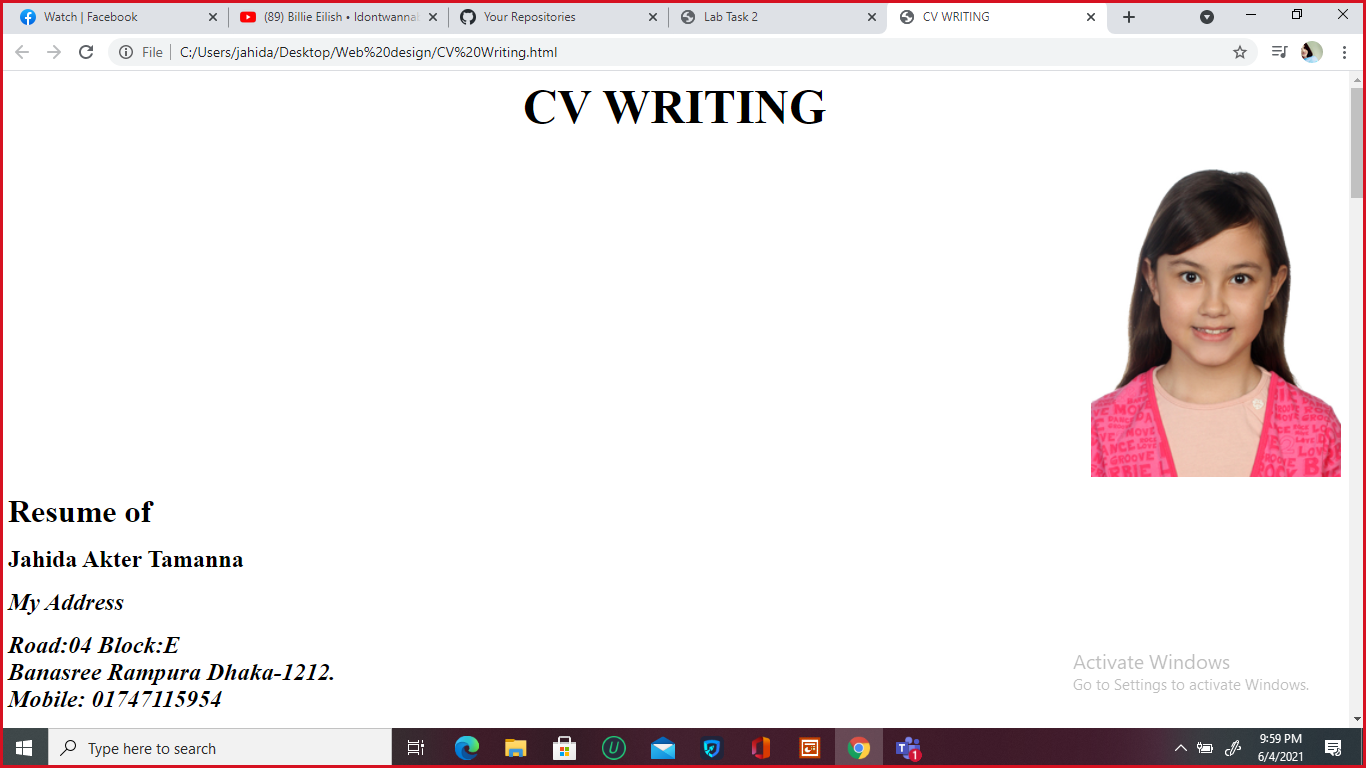 Watch | Facebook
(89) Billie Eilish • Idontwannal
Your Repositories
Lab Task 2
CV WRITING
File
C:/Users/jahida/Desktop/Web%20design/CV%20Writing.html
CV WRITING
Resume of
Jahida Akter Tamanna
My Address
Road:04 Block:E
Banasree Rampura Dhaka-1212.
Mobile: 01747115954
Activate Windows
Go to Settings to activate Windows.
Type here to search
1
9:59 PM
6/4/2021